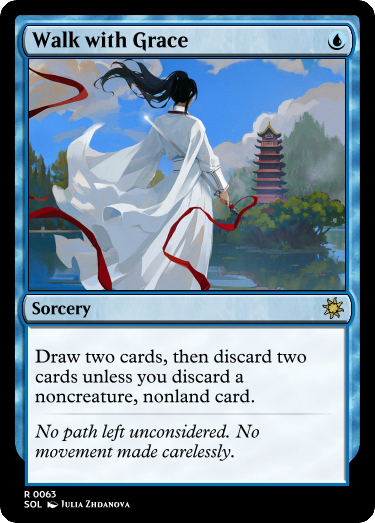 Walk with Grace
Sorcery
Draw two cards, then discard two
cards unless you discard a
noncreature, nonland card.
No path left unconsidered. No
movement made carelessly.
R 0063
SOL Julia Zhdanova